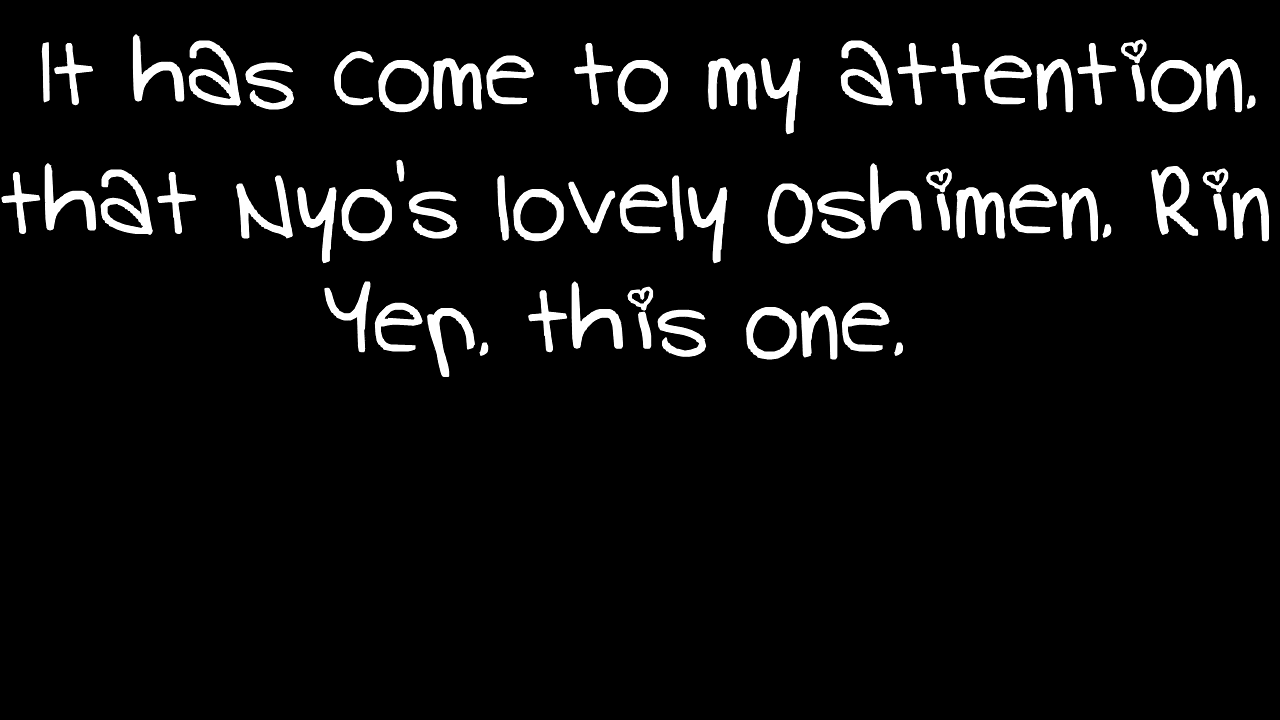 It has come to my attention,
that Nyo's lovely Oshimen, Rin
Yep, this one.